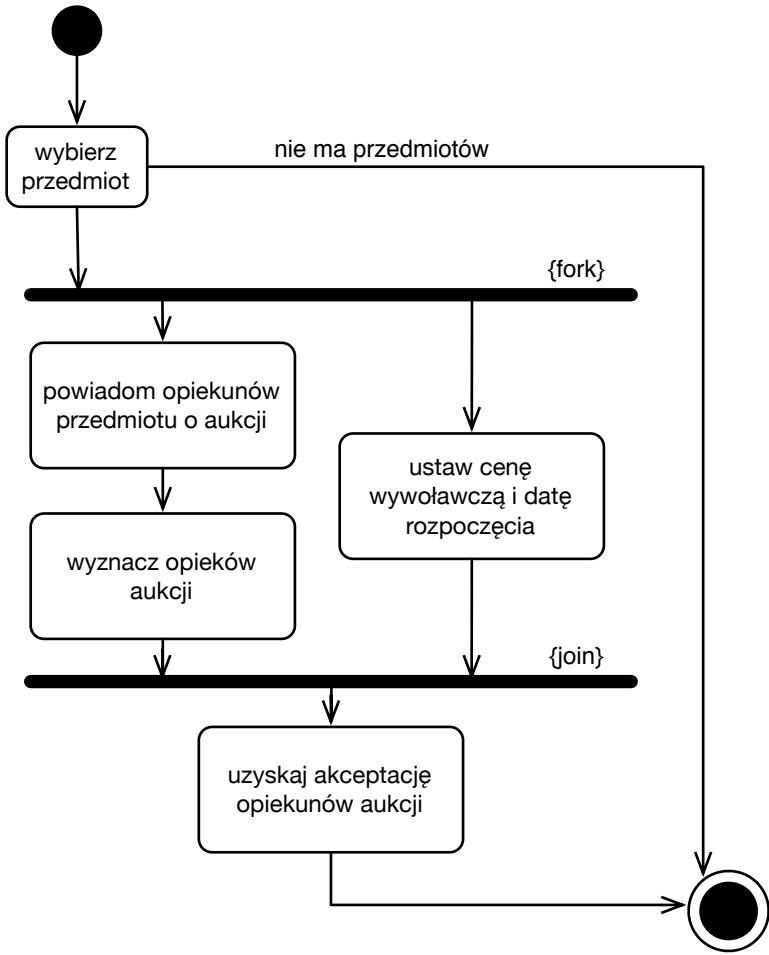 wybierz
przedmiot
nie ma przedmiotów
{fork}
powiadom opiekunów
przedmiotu o aukcji
ustaw cenę
wywoławczą i datę
rozpoczęcia
wyznacz opieków
aukcji
{join}
uzyskaj akceptację
opiekunów aukcji